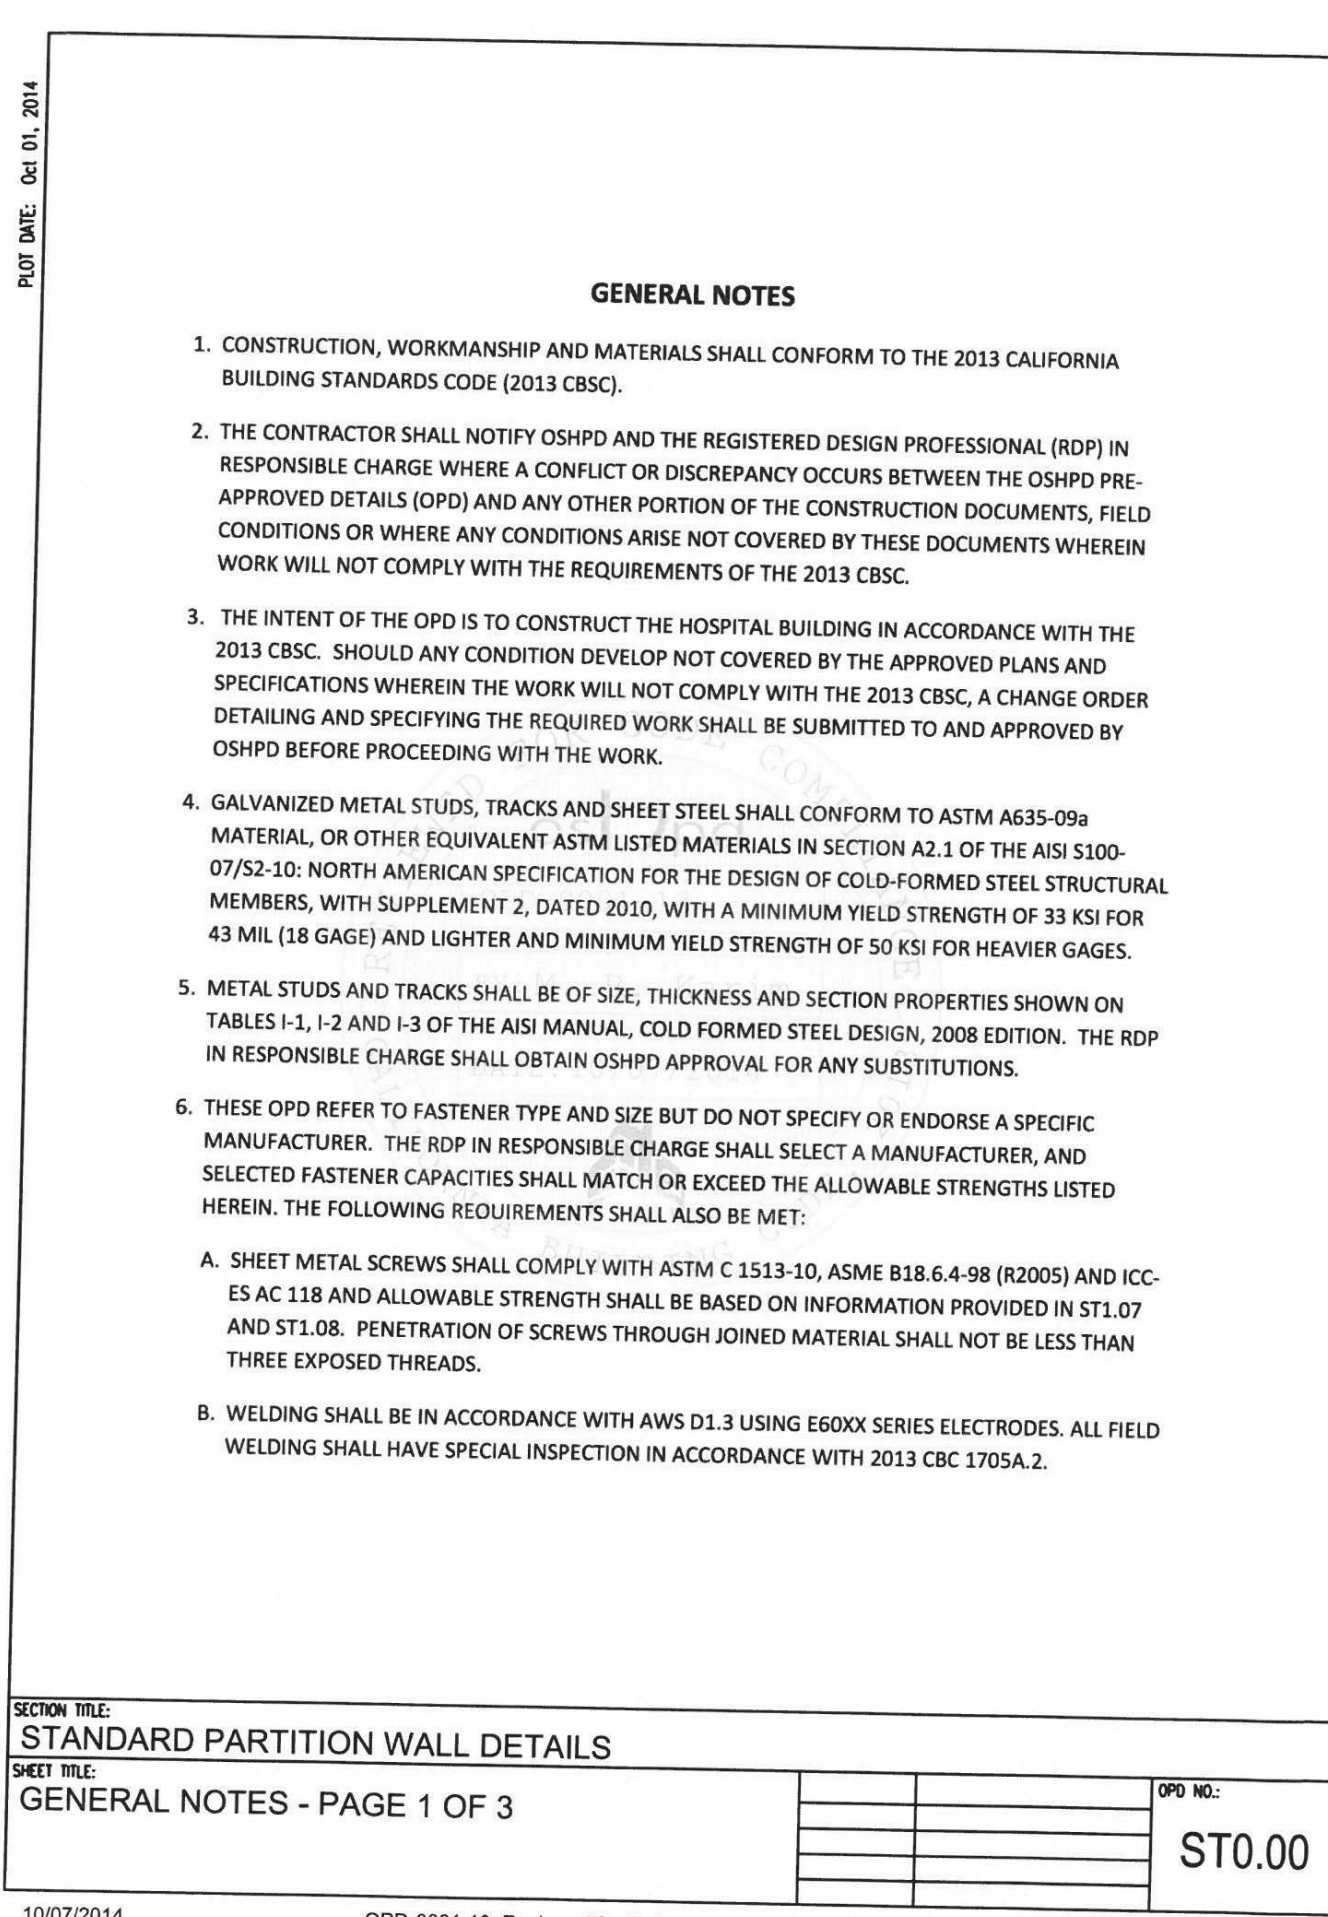 PLOT DATE: Oct 01, 2014
GENERAL NOTES
1. CONSTRUCTION, WORKMANSHIP AND MATERIALS SHALL CONFORM TO THE 2013 CALIFORNIA
BUILDING STANDARDS CODE (2013 CBSC).
2. THE CONTRACTOR SHALL NOTIFY OSHPD AND THE REGISTERED DESIGN PROFESSIONAL (RDP) IN
RESPONSIBLE CHARGE WHERE A CONFLICT OR DISCREPANCY OCCURS BETWEEN THE OSHPD PRE-
APPROVED DETAILS (OPD) AND ANY OTHER PORTION OF THE CONSTRUCTION DOCUMENTS, FIELD
CONDITIONS OR WHERE ANY CONDITIONS ARISE NOT COVERED BY THESE DOCUMENTS WHEREIN
WORK WILL NOT COMPLY WITH THE REQUIREMENTS OF THE 2013 CBSC.
3. THE INTENT OF THE OPD IS TO CONSTRUCT THE HOSPITAL BUILDING IN ACCORDANCE WITH THE
2013 CBSC. SHOULD ANY CONDITION DEVELOP NOT COVERED BY THE APPROVED PLANS AND
SPECIFICATIONS WHEREIN THE WORK WILL NOT COMPLY WITH THE 2013 CBSC, A CHANGE ORDER
DETAILING AND SPECIFYING THE REQUIRED WORK SHALL BE SUBMITTED TO AND APPROVED BY
OSHPD BEFORE PROCEEDING WITH THE WORK.
4. GALVANIZED METAL STUDS, TRACKS AND SHEET STEEL SHALL CONFORM TO ASTM A635-09a
MATERIAL, OR OTHER EQUIVALENT ASTM LISTED MATERIALS IN SECTION A2.1 OF THE AISI S100-
07/S2-10: NORTH AMERICAN SPECIFICATION FOR THE DESIGN OF COLD-FORMED STEEL STRUCTURAL
MEMBERS, WITH SUPPLEMENT 2, DATED 2010, WITH A MINIMUM YIELD STRENGTH OF 33 KSI FOR
43 MIL (18 GAGE) AND LIGHTER AND MINIMUM YIELD STRENGTH OF 50 KSI FOR HEAVIER GAGES.
5. METAL STUDS AND TRACKS SHALL BE OF SIZE, THICKNESS AND SECTION PROPERTIES SHOWN ON
TABLES I-1, I-2 AND I-3 OF THE AISI MANUAL, COLD FORMED STEEL DESIGN, 2008 EDITION. THE RDP
IN RESPONSIBLE CHARGE SHALL OBTAIN OSHPD APPROVAL FOR ANY SUBSTITUTIONS.
6. THESE OPD REFER TO FASTENER TYPE AND SIZE BUT DO NOT SPECIFY OR ENDORSE A SPECIFIC
MANUFACTURER. THE RDP IN RESPONSIBLE CHARGE SHALL SELECT A MANUFACTURER, AND
SELECTED FASTENER CAPACITIES SHALL MATCH OR EXCEED THE ALLOWABLE STRENGTHS LISTED
HEREIN. THE FOLLOWING REOUIREMENTS SHALL ALSO BE MET:
A. SHEET METAL SCREWS SHALL COMPLY WITH ASTM C 1513-10, ASME B18.6.4-98 (R2005) AND ICC-
ES AC 118 AND ALLOWABLE STRENGTH SHALL BE BASED ON INFORMATION PROVIDED IN ST1.07
AND ST1.08. PENETRATION OF SCREWS THROUGH JOINED MATERIAL SHALL NOT BE LESS THAN
THREE EXPOSED THREADS.
B. WELDING SHALL BE IN ACCORDANCE WITH AWS D1.3 USING E60XX SERIES ELECTRODES. ALL FIELD
WELDING SHALL HAVE SPECIAL INSPECTION IN ACCORDANCE WITH 2013 CBC 1705A.2.
SECTION TITLE:
STANDARD PARTITION WALL DETAILS
SHEET TITLE:
GENERAL NOTES - PAGE 1 OF 3
OPD NO.:
ST0.00
10/07/2014